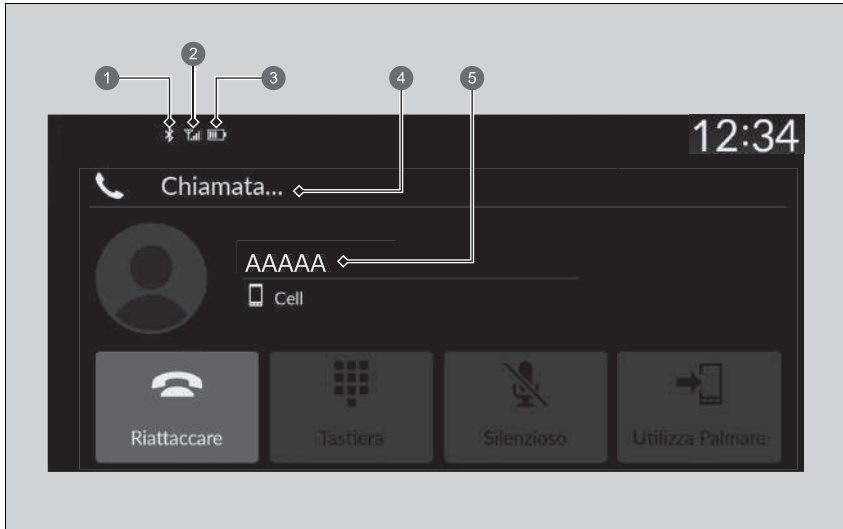 1
2
3
4
5
12:34
Chiamata...
AAAAA
Cell
Riattaccare
Tastiera
Silenzioso
Utilizza Palmare